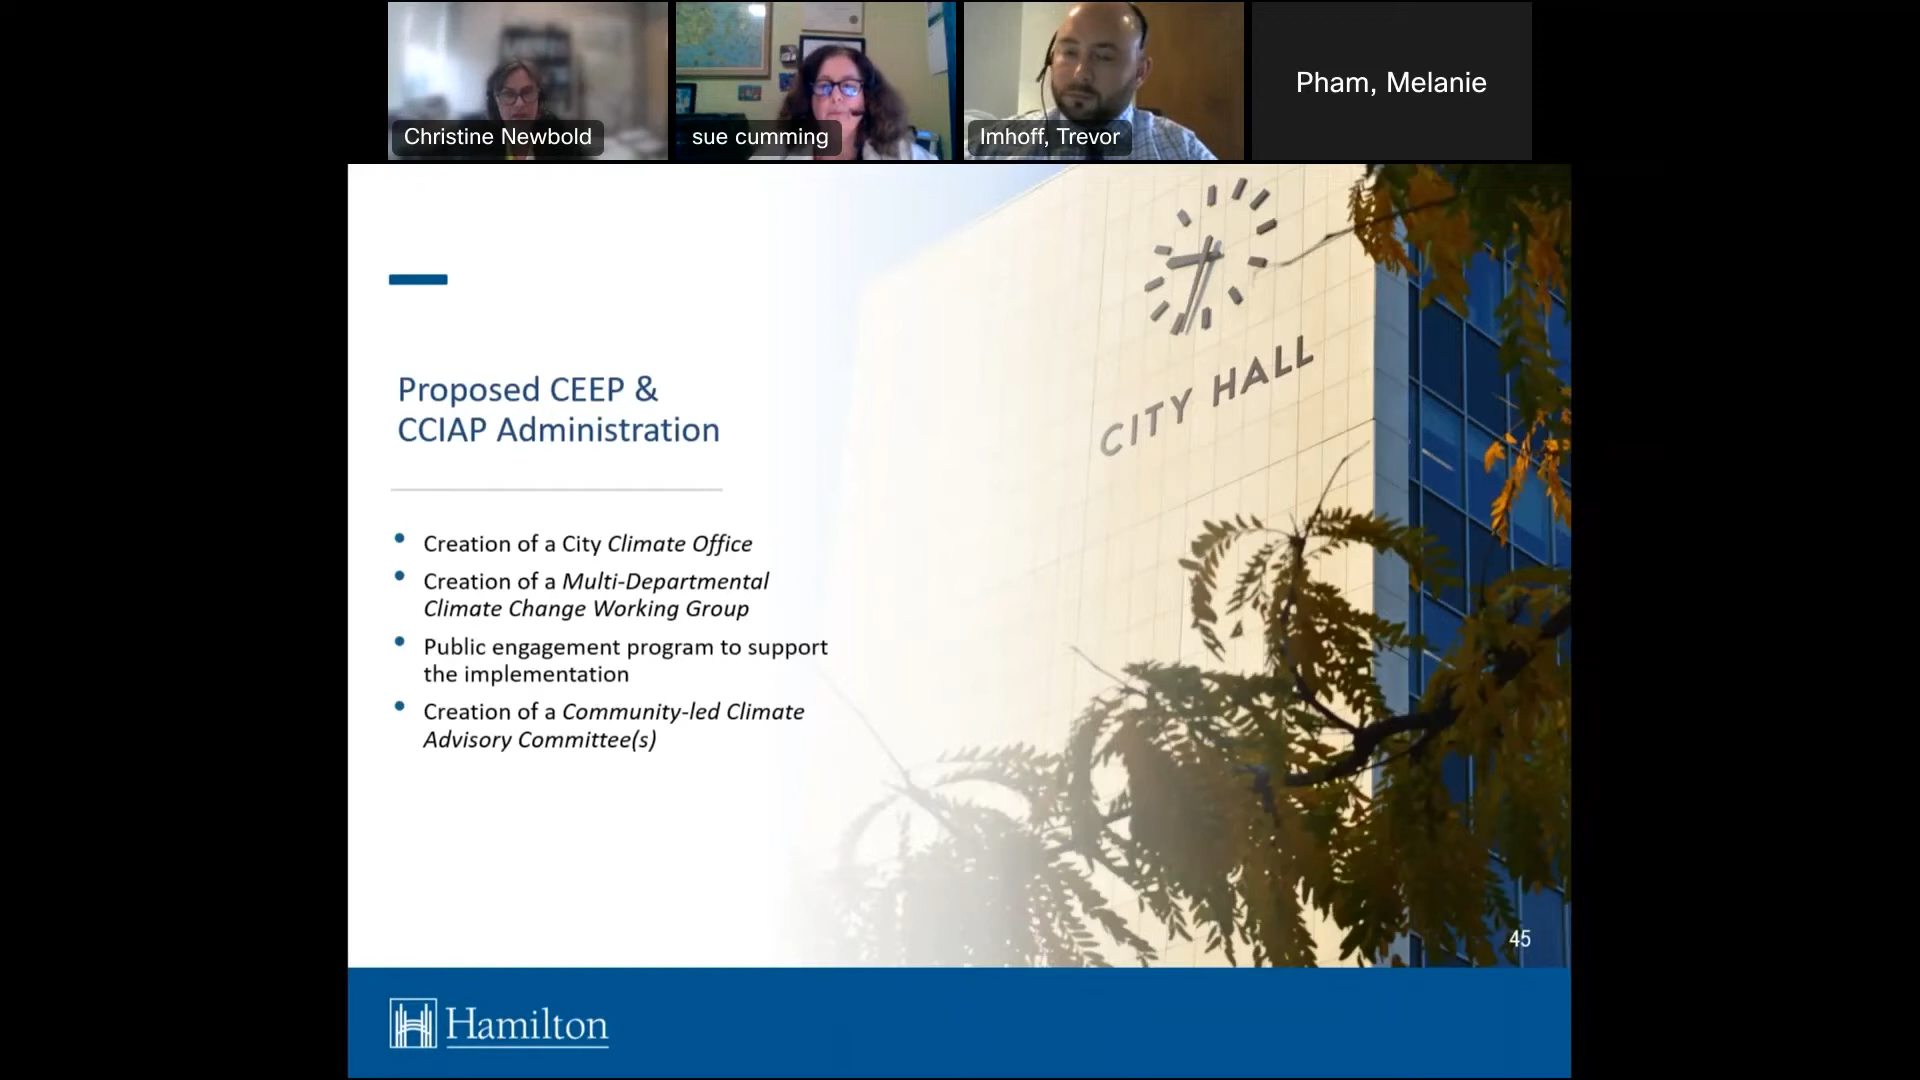 Christine Newbold
sue cumming
Imhoff, Trevor
Pham, Melanie
CITY HALL
Proposed CEEP &
CCIAP Administration
• Creation of a City Climate Office
• Creation of a Multi-Departmental
Climate Change Working Group
• Public engagement program to support
the implementation
• Creation of a Community-led Climate
Advisory Committee(s)
45
Hamilton